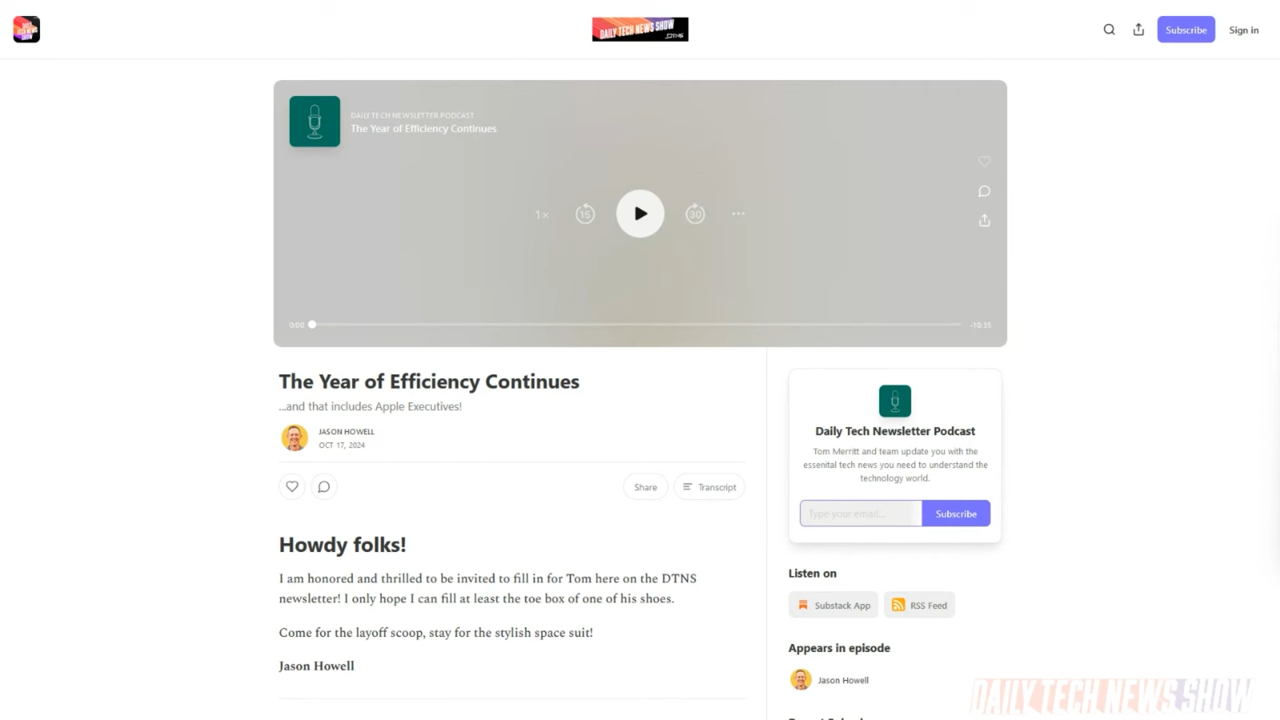 DAILY TECH NEWS SHOW
DTNS
Subscribe
Sign in
DAILY TECH NEWSLETTER PODCAST
The Year of Efficiency Continues
1×
15
30
0:00
-10:35
The Year of Efficiency Continues
...and that includes Apple Executives!
JASON HOWELL
OCT 17, 2024
Share
Transcript
Howdy folks!
I am honored and thrilled to be invited to fill in for Tom here on the DTNS
newsletter! I only hope I can fill at least the toe box of one of his shoes.
Come for the layoff scoop, stay for the stylish space suit!
Jason Howell
Daily Tech Newsletter Podcast
Tom Merritt and team update you with the
essenital tech news you need to understand the
technology world.
Type your email...
Subscribe
Listen on
Substack App
RSS Feed
Appears in episode
Jason Howell
DAILY TECH NEWS SHOW